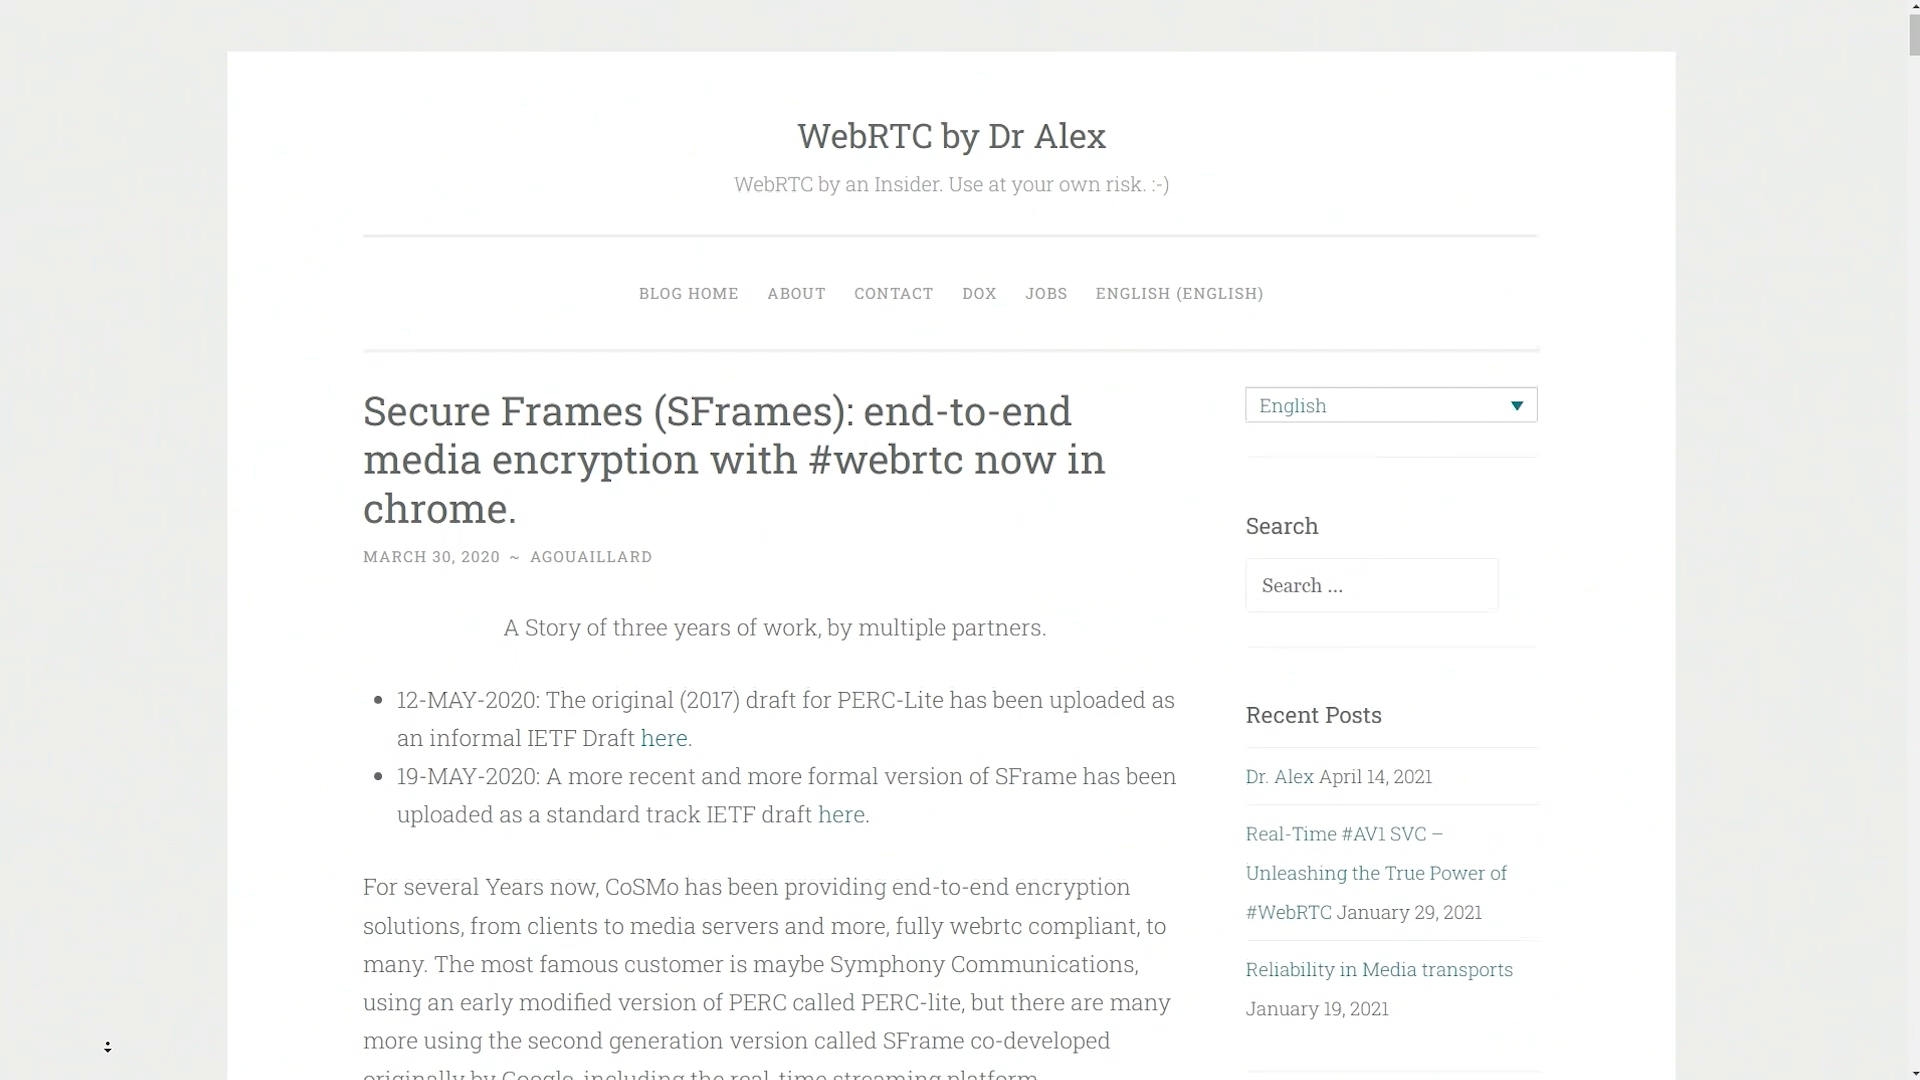 WebRTC by Dr Alex
WebRTC by an Insider. Use at your own risk. :-)
BLOG HOME ABOUT CONTACT DOX JOBS ENGLISH (ENGLISH)
Secure Frames (SFrames): end-to-end
media encryption with #webrtc now in
chrome.
MARCH 30, 2020 ~ AGOUAILLARD
A Story of three years of work, by multiple partners.
• 12-MAY-2020: The original (2017) draft for PERC-Lite has been uploaded as
an informal IETF Draft here.
• 19-MAY-2020: A more recent and more formal version of SFrame has been
uploaded as a standard track IETF draft here.
For several Years now, CoSMo has been providing end-to-end encryption
solutions, from clients to media servers and more, fully webrtc compliant, to
many. The most famous customer is maybe Symphony Communications,
using an early modified version of PERC called PERC-lite, but there are many
more using the second generation version called SFrame co-developed
originally by Google, including the real-time streaming platform
English
Search
Search ...
Recent Posts
Dr. Alex April 14, 2021
Real-Time #AV1 SVC –
Unleashing the True Power of
#WebRTC January 29, 2021
Reliability in Media transports
January 19, 2021